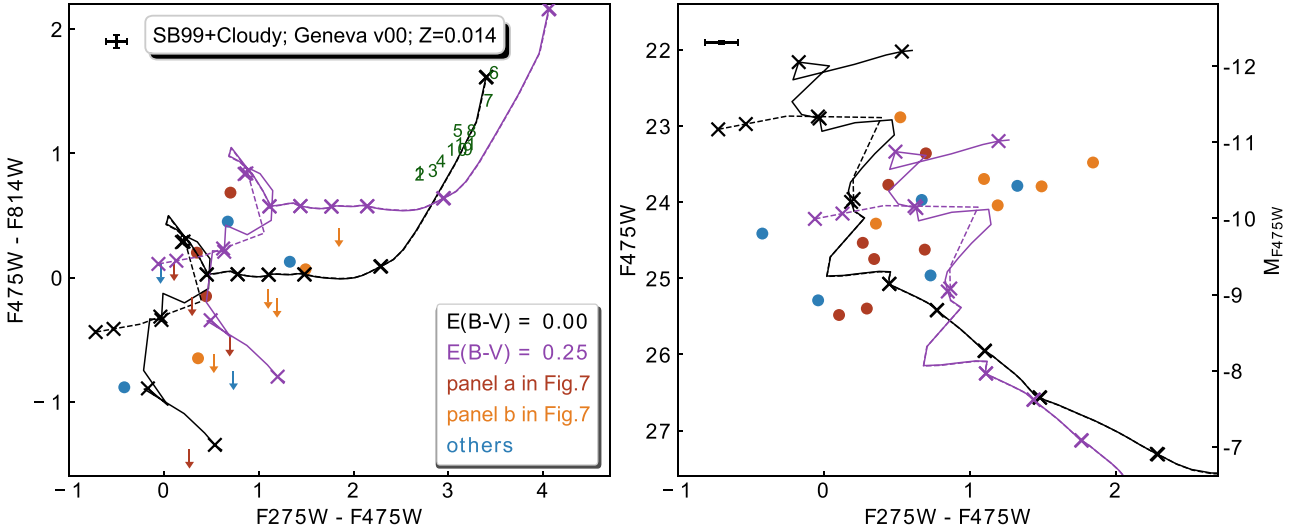 SB99+Cloudy; Geneva v00; Z=0.014
2
1
0
−1
F475W - F814W
−1
0
1
2
3
4
F275W - F475W
6
7
5
8
4
3
E(B-V) = 0.00
E(B-V) = 0.25
panel a in Fig.7
panel b in Fig.7
others
22
23
24
25
26
27
F475W
−1
0
1
2
F275W - F475W
-12
-11
-10
-9
-8
-7
M_F475W